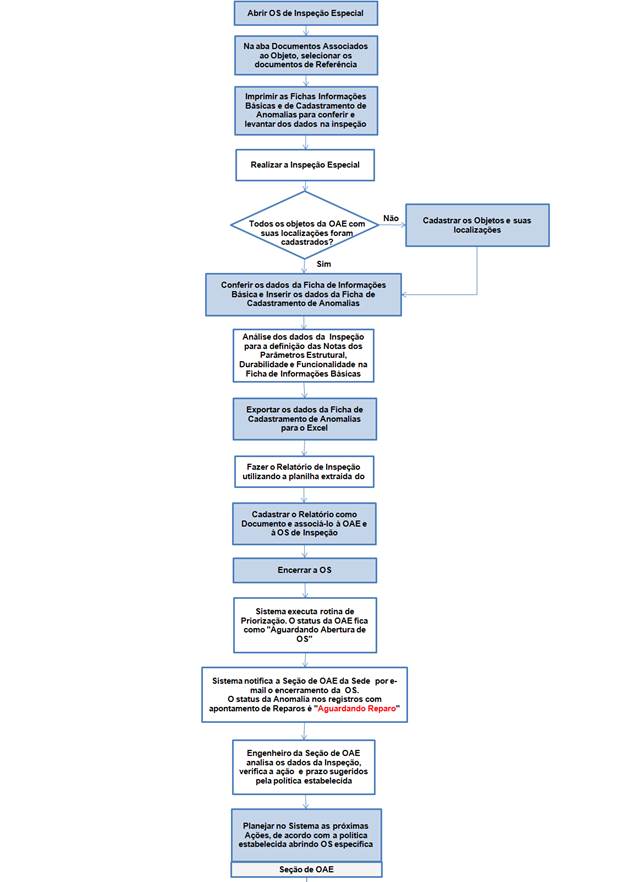 Abrir OS de Inspeção Especial
Na aba Documentos Associados
ao Objeto, selecionar os
documentos de Referência
Imprimir as Fichas Informações
Básicas e de Cadastramento de
Anomalias para conferir e
levantar dos dados na inspeção
Realizar a Inspeção Especial
Todos os objetos da OAE com
suas localizações foram
cadastrados?
Não
Cadastrar os Objetos e suas
localizações
Sim
Conferir os dados da Ficha de Informações
Básica e Inserir os dados da Ficha de
Cadastramento de Anomalias
Análise dos dados da Inspeção
para a definição das Notas dos
Parâmetros Estrutural,
Durabilidade e Funcionalidade na
Ficha de Informações Básicas
Exportar os dados da Ficha de
Cadastramento de Anomalias
para o Excel
Fazer o Relatório de Inspeção
utilizando a planilha extraida do
Cadastrar o Relatório como
Documento e associá-lo à OAE e
à OS de Inspeção
Encerrar a OS
Sistema executa rotina de
Priorização. O status da OAE fica
como "Aguardando Abertura de
OS"
Sistema notifica a Seção de OAE da Sede por e-
mail o encerramento da OS.
O status da Anomalia nos registros com
apontamento de Reparos é "Aguardando Reparo"
Engenheiro da Seção de OAE
analisa os dados da Inspeção,
verifica a ação e prazo sugeridos
pela política estabelecida
Planejar no Sistema as próximas
Ações, de acordo com a política
estabelecida abrindo OS específica
Seção de OAE